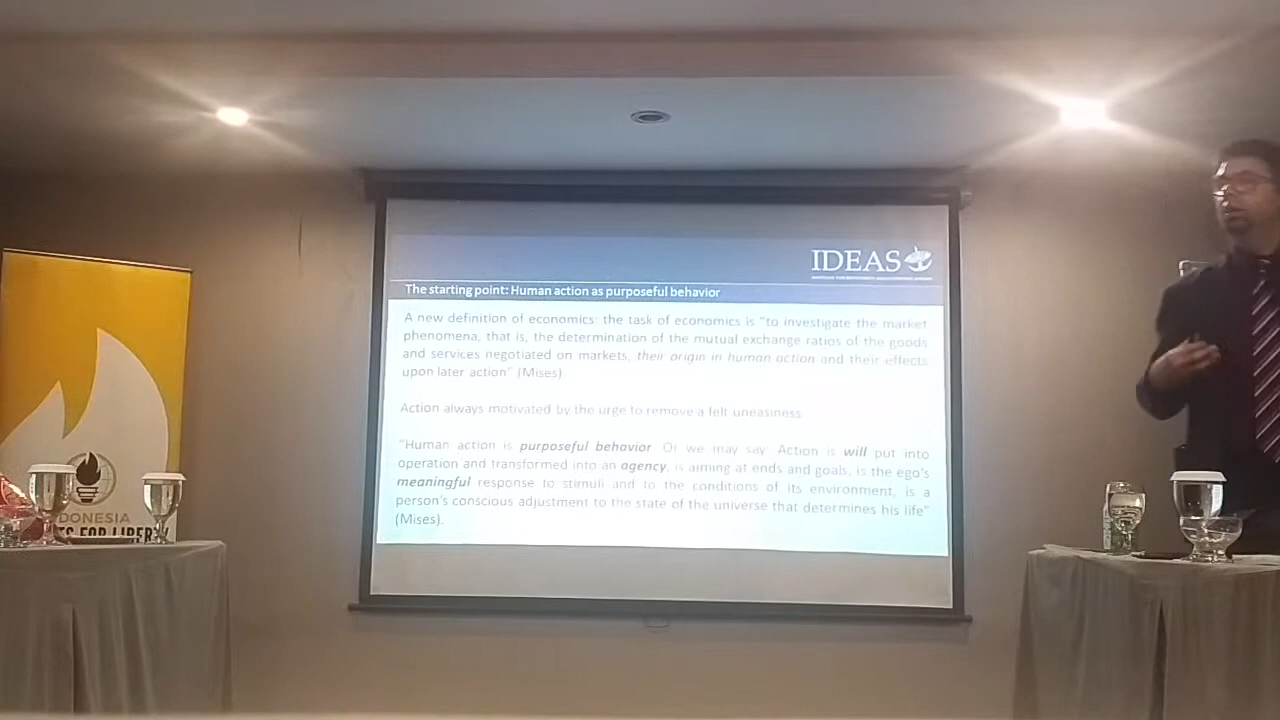 IDEAS
The starting point: Human action as purposeful behavior
A new definition of economics: the task of economics is "to investigate the market
phenomena, that is, the determination of the mutual exchange ratios of the goods
and services negotiated on markets, their origin in human action and their effects
upon later action" (Mises).
Action always motivated by the urge to remove a felt uneasiness.
"Human action is purposeful behavior. Or we may say: Action is will put into
operation and transformed into an agency, is aiming at ends and goals, is the ego's
meaningful response to stimuli and to the conditions of its environment, is a
person's conscious adjustment to the state of the universe that determines his life"
(Mises).
DONESIA
TS FOR LIBERT